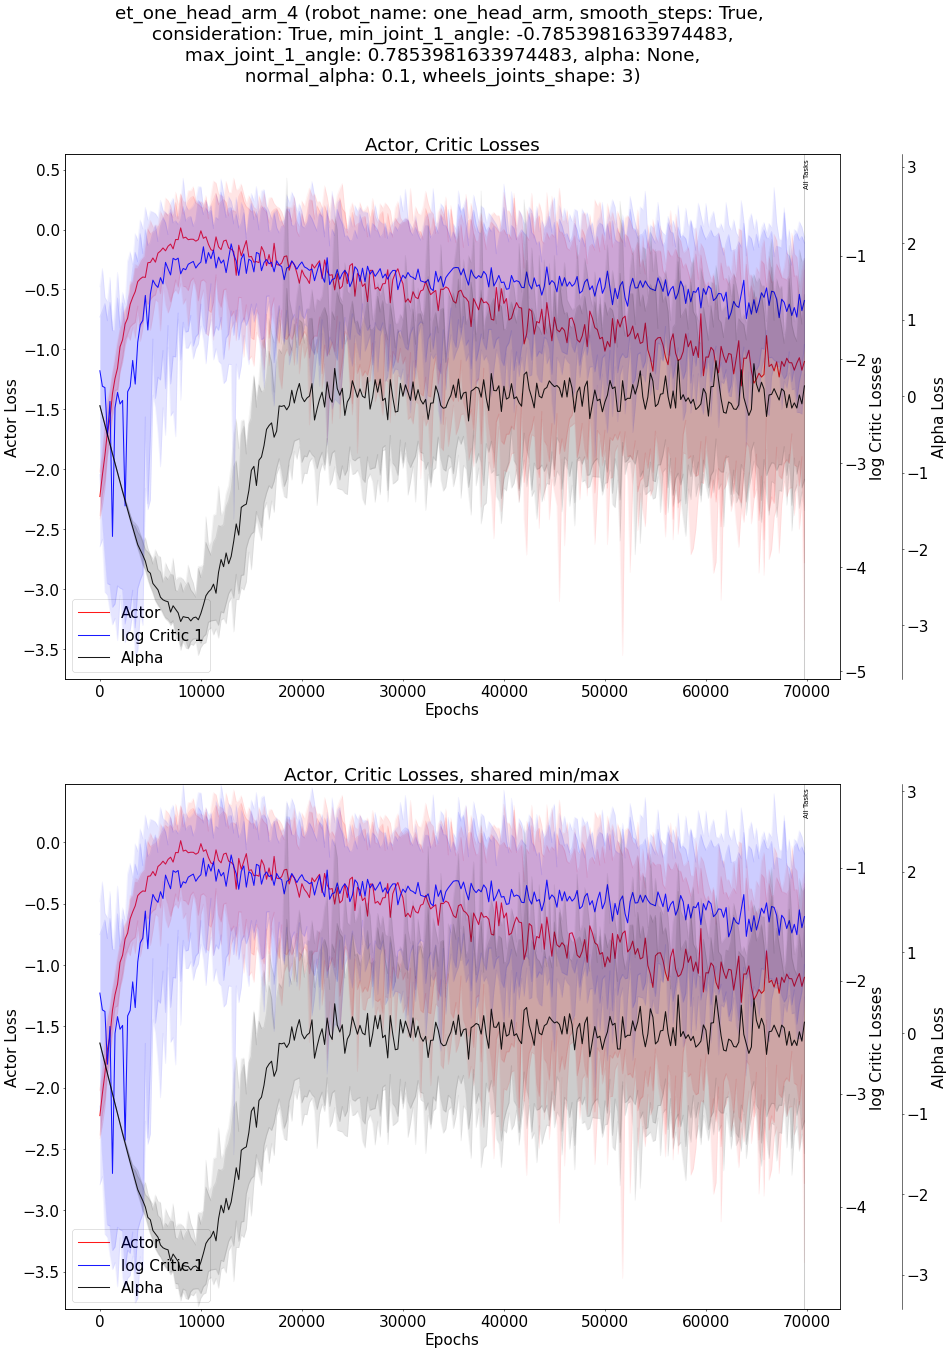 et_one_head_arm_4 (robot_name: one_head_arm, smooth_steps: True,
consideration: True, min_joint_1_angle: -0.7853981633974483,
max_joint_1_angle: 0.7853981633974483, alpha: None,
normal_alpha: 0.1, wheels_joints_shape: 3)
Actor, Critic Losses
0.5
0.0
−0.5
−1.0
−1.5
−2.0
−2.5
−3.0
−3.5
Actor Loss
All Tasks
−1
−2
−3
−4
−5
log Critic Losses
3
2
1
0
−1
−2
−3
Alpha Loss
Actor
log Critic 1
Alpha
0 10000 20000 30000 40000 50000 60000 70000
Epochs
Actor, Critic Losses, shared min/max
0.0
−0.5
−1.0
−1.5
−2.0
−2.5
−3.0
−3.5
Actor Loss
All Tasks
−1
−2
−3
−4
log Critic Losses
3
2
1
0
−1
−2
−3
Alpha Loss
Actor
log Critic 1
Alpha
0 10000 20000 30000 40000 50000 60000 70000
Epochs